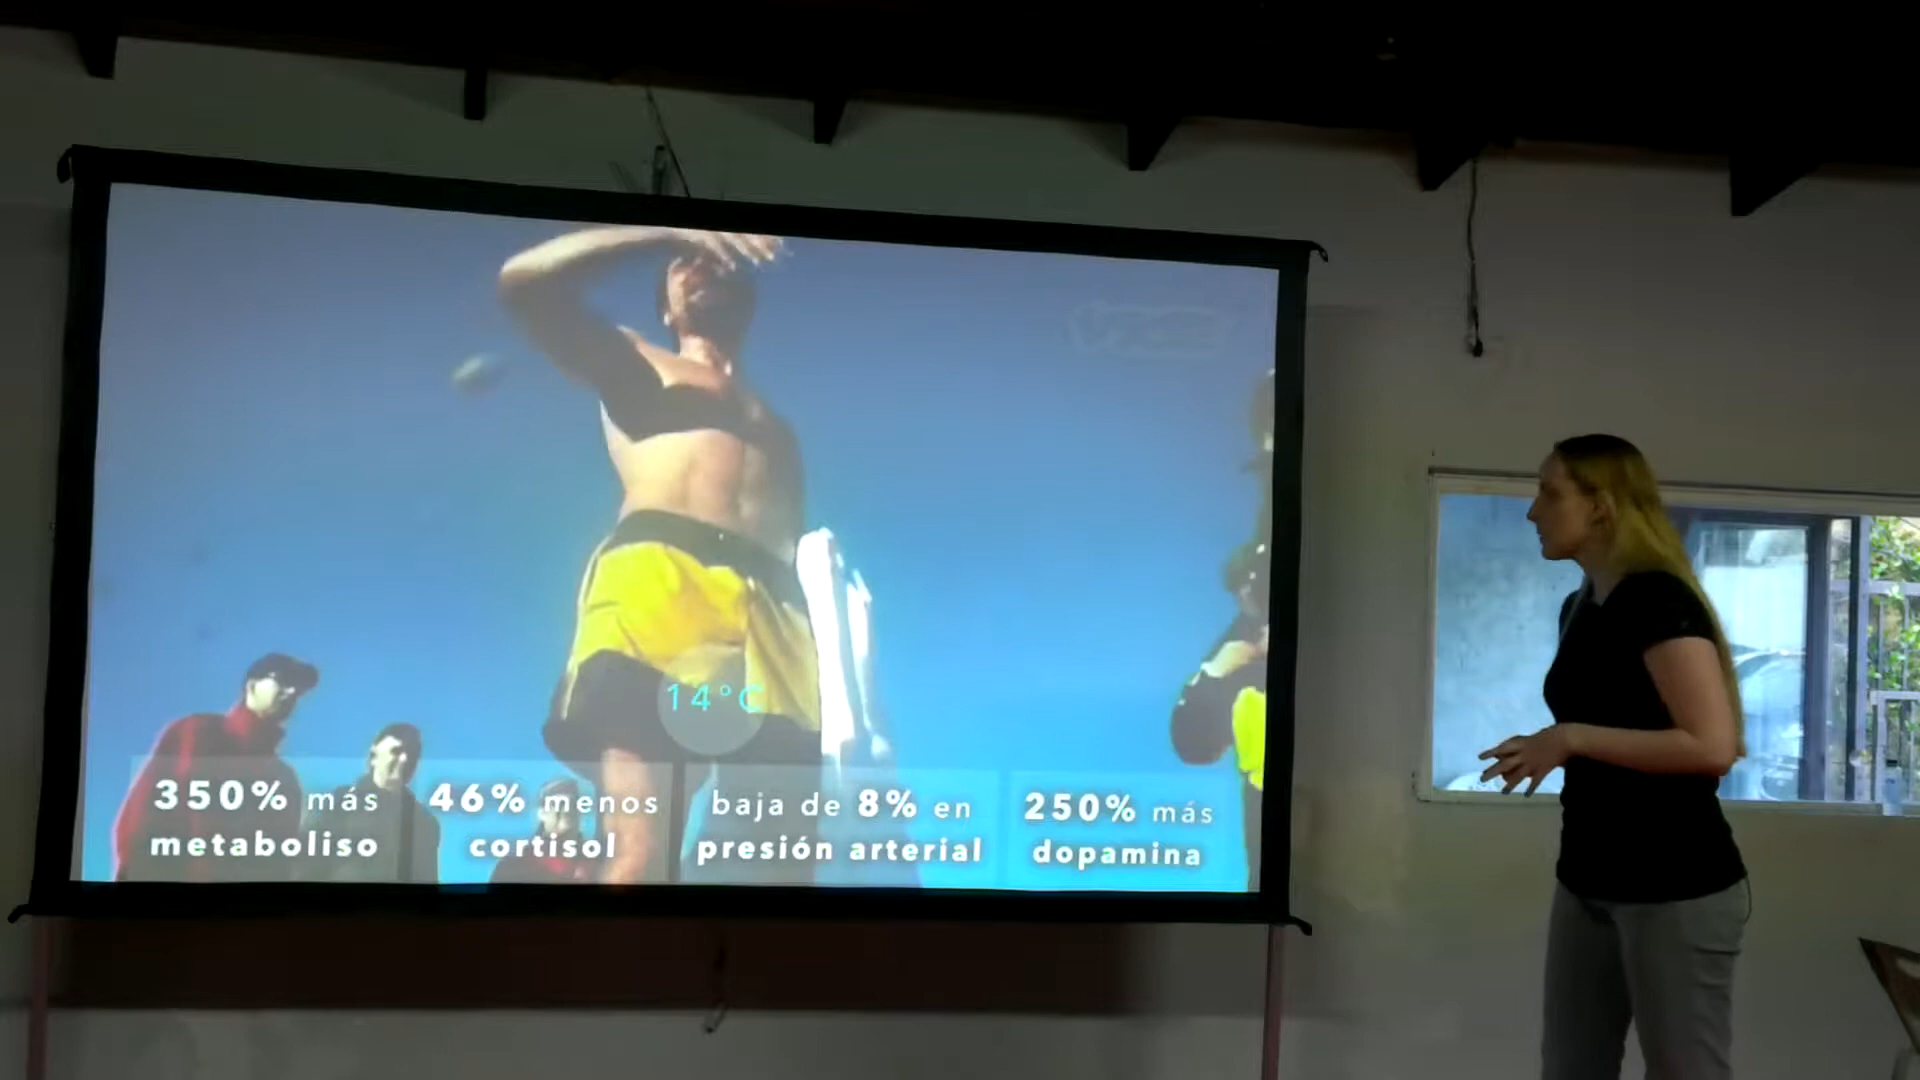 14°C
350% más
metaboliso
46% menos
cortisol
baja de 8% en
presión arterial
250% más
dopamina